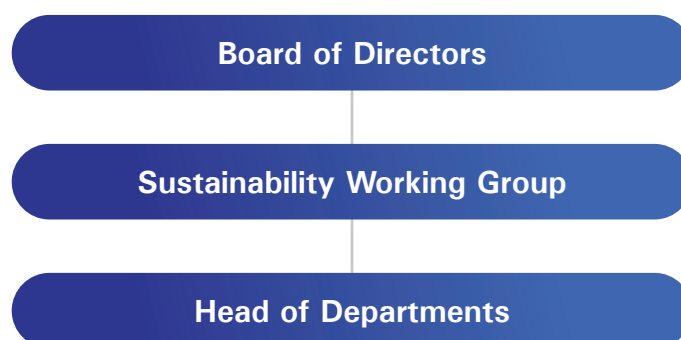 Board of Directors
Sustainability Working Group
Head of Departments